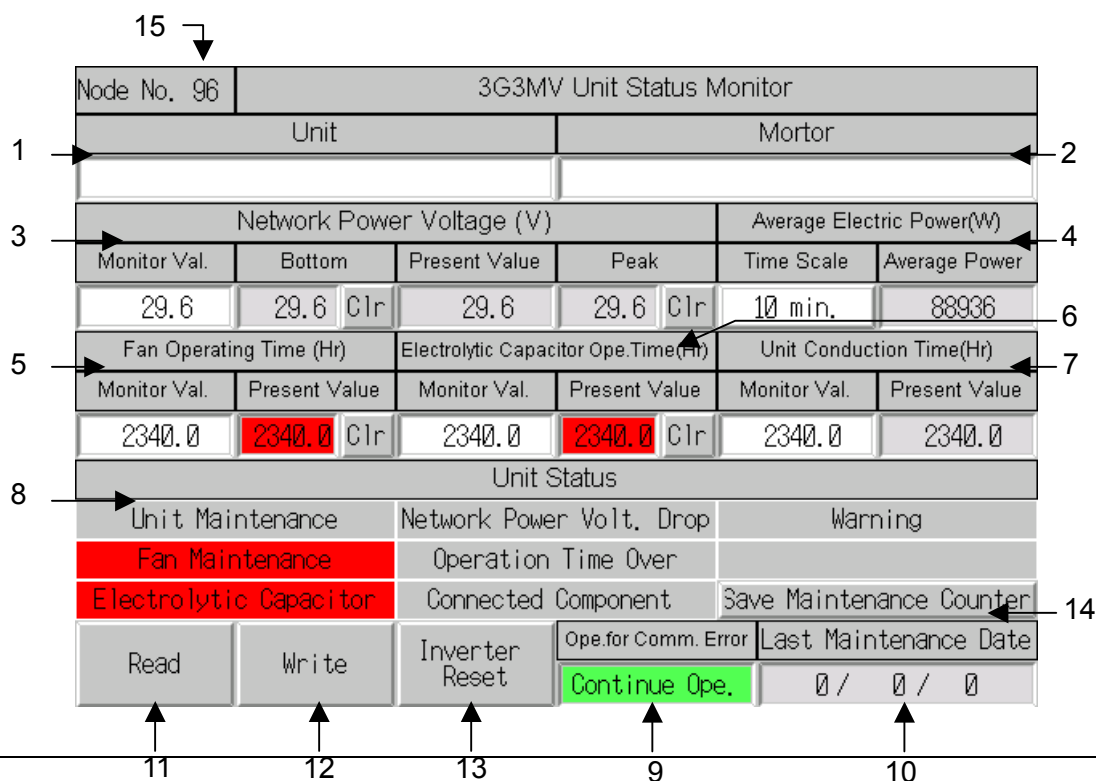 15
Node No. 96 3G3MV Unit Status Monitor
Unit Mortor
1 2
Network Power Voltage (V) Average Electric Power(W)
3 4
Monitor Val. Bottom Present Value Peak Time Scale Average Power
29.6 29.6 Clr 29.6 29.6 Clr 10 min. 88936
6
Fan Operating Time (Hr) Electrolytic Capacitor Ope.Time(Hr) Unit Conduction Time(Hr)
5 7
Monitor Val. Present Value Monitor Val. Present Value Monitor Val. Present Value
2340.0 2340.0 Clr 2340.0 2340.0 Clr 2340.0 2340.0
Unit Status
8
Unit Maintenance Network Power Volt. Drop Warning
Fan Maintenance Operation Time Over
Electrolytic Capacitor Connected Component Save Maintenance Counter
14
Read Write Inverter Reset Ope.for Comm. Error Last Maintenance Date
Continue Ope. 0/ 0/ 0
11 12 13 9 10